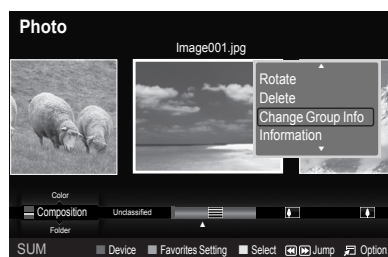 Photo
Image001.jpg
Rotate
Delete
Change Group Info
Information
Color
Composition
Unclassified
Folder
SUM
Device
Favorites Setting
Select
Jump
Option